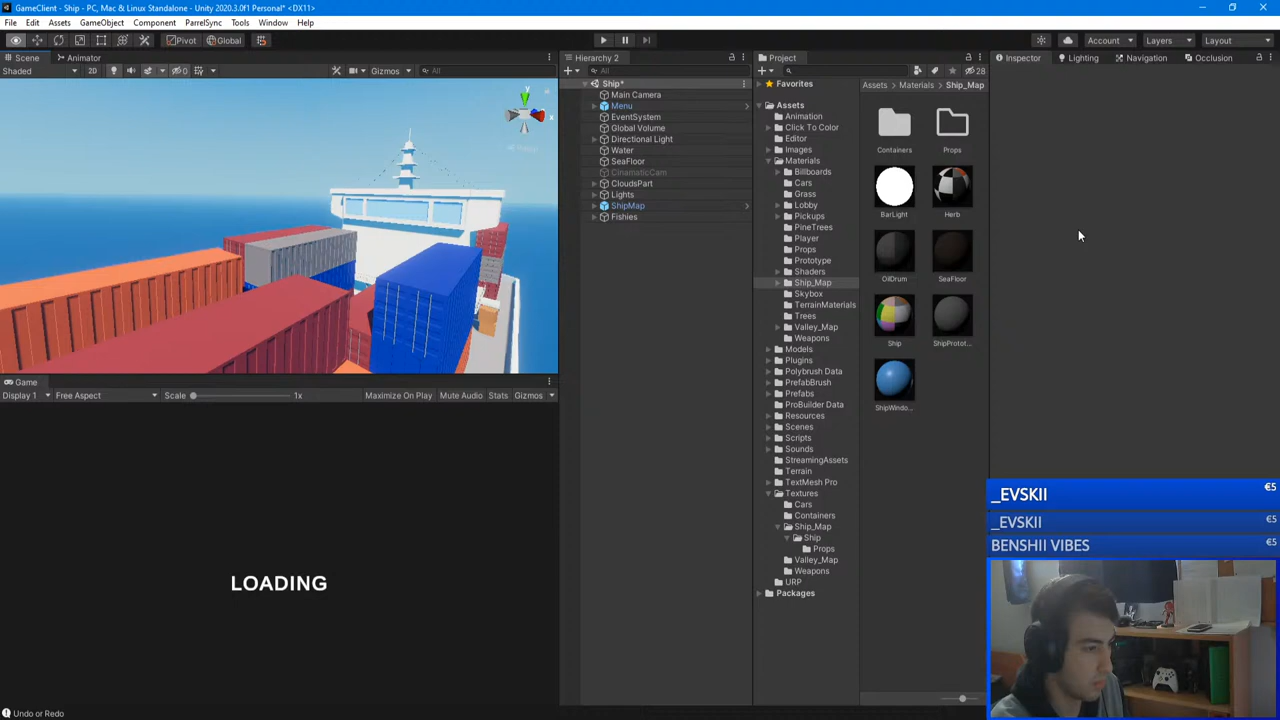 GameClient - Ship - PC, Mac & Linux Standalone - Unity 2020.3.0f1 Personal* <DX11>
File Edit Assets GameObject Component ParrelSync Tools Window Help
Pivot Global Account Layers Layout
Scene Animator
Shaded 2D 0 Gizmos All
Hierarchy 2
All
Ship*
Main Camera
Menu
EventSystem
Global Volume
Directional Light
Water
SeaFloor
CinamaticCam
CloudsPart
Lights
ShipMap
Fishies
Project
28
Favorites
Assets
Animation
Click To Color
Editor
Images
Materials
Billboards
Cars
Grass
Lobby
Pickups
PineTrees
Player
Props
Prototype
Shaders
Ship_Map
Skybox
TerrainMaterials
Trees
Valley_Map
Weapons
Models
Plugins
Polybrush Data
PrefabBrush
Prefabs
ProBuilder Data
Resources
Scenes
Scripts
Sounds
StreamingAssets
Terrain
TextMesh Pro
Textures
Cars
Containers
Ship_Map
Ship
Props
Valley_Map
Weapons
URP
Packages
Assets Materials Ship_Map
Containers Props
BarLight Herb
OilDrum SeaFloor
Ship ShipProtot...
ShipWindo...
Inspector Lighting Navigation Occlusion
y
x
Game
Display 1 Free Aspect Scale 1x Maximize On Play Mute Audio Stats Gizmos
LOADING
_EVSKII €5
_EVSKII €5
BENSHII VIBES €5
Undo or Redo